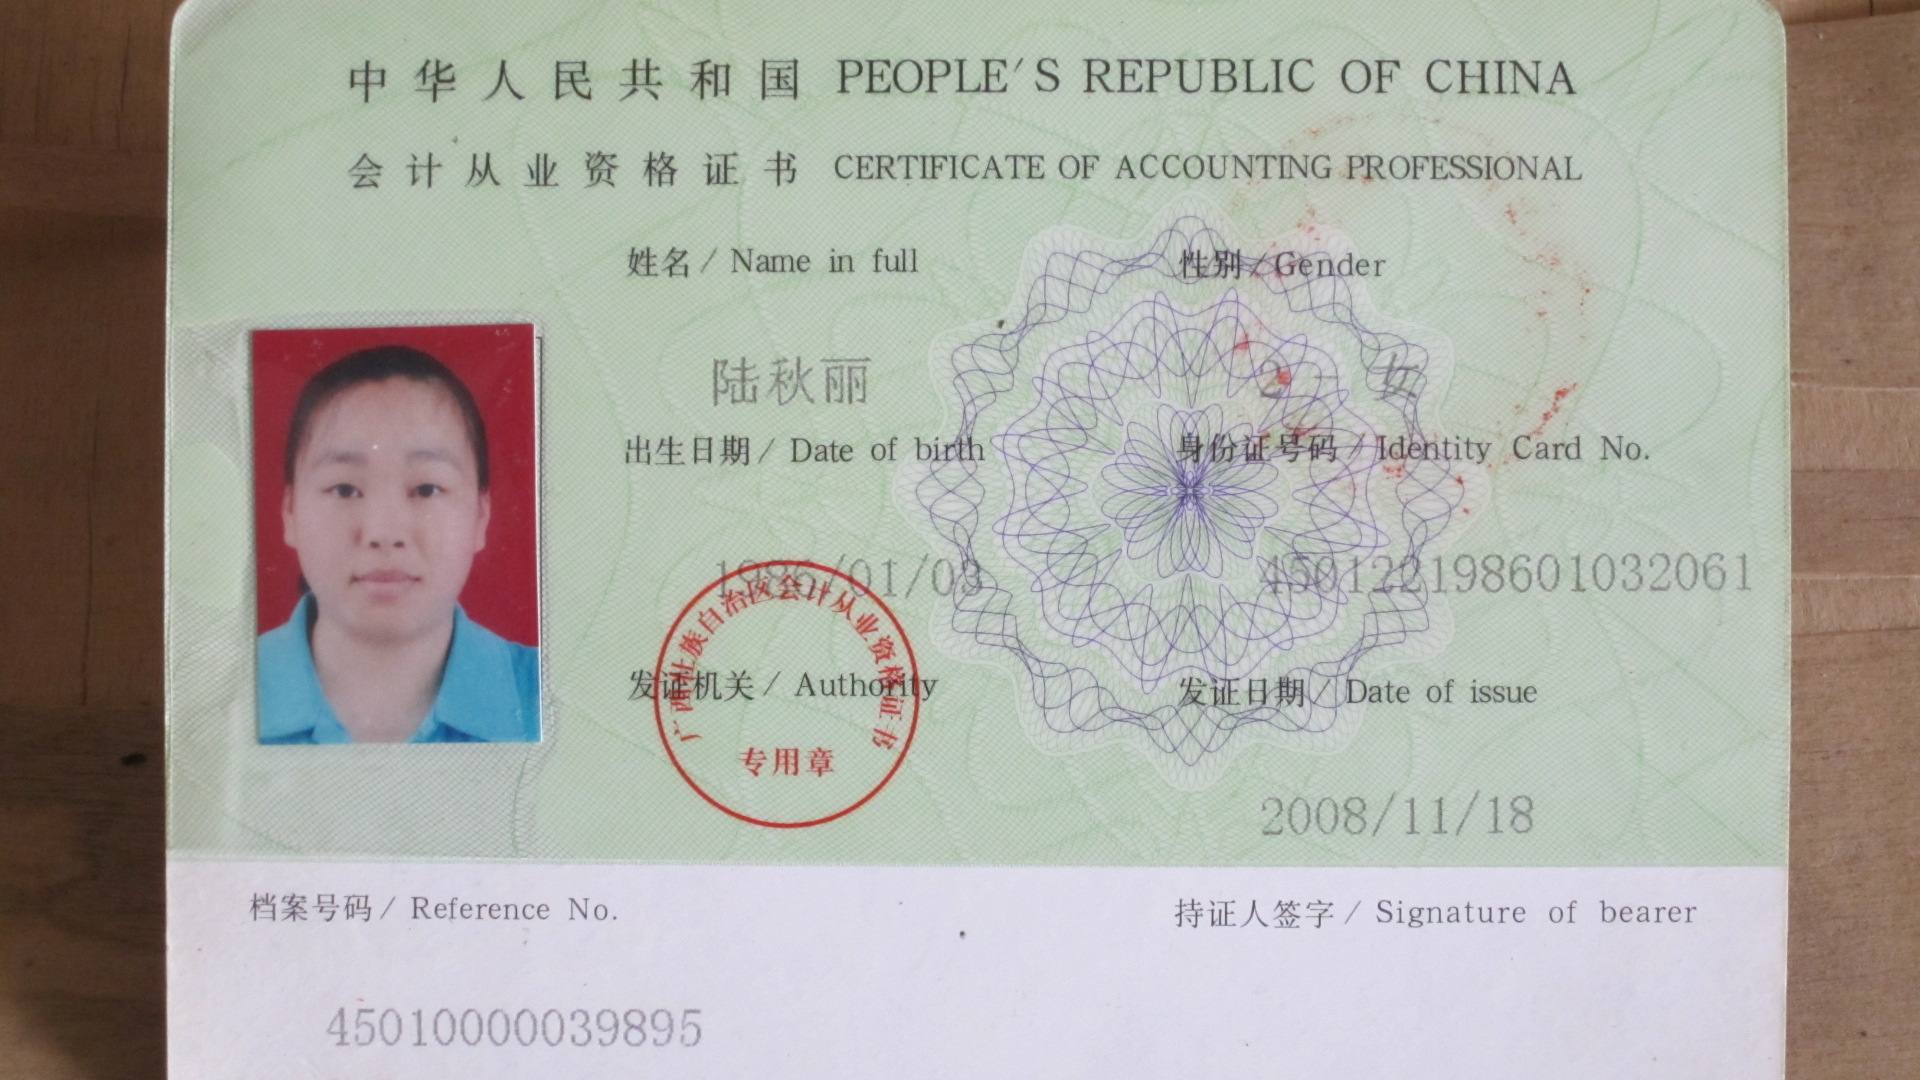 中华人民共和国 PEOPLE'S REPUBLIC OF CHINA
会计从业资格证书 CERTIFICATE OF ACCOUNTING PROFESSIONAL
姓名 / Name in full
性别 / Gender
陆秋丽
2 - 女
出生日期 / Date of birth
身份证号码 / Identity Card No.
1986/01/03
450122198601032061
发证机关 / Authority
发证日期 / Date of issue
广西壮族自治区会计从业资格证书
专用章
2008/11/18
档案号码 / Reference No.
持证人签字 / Signature of bearer
45010000039895